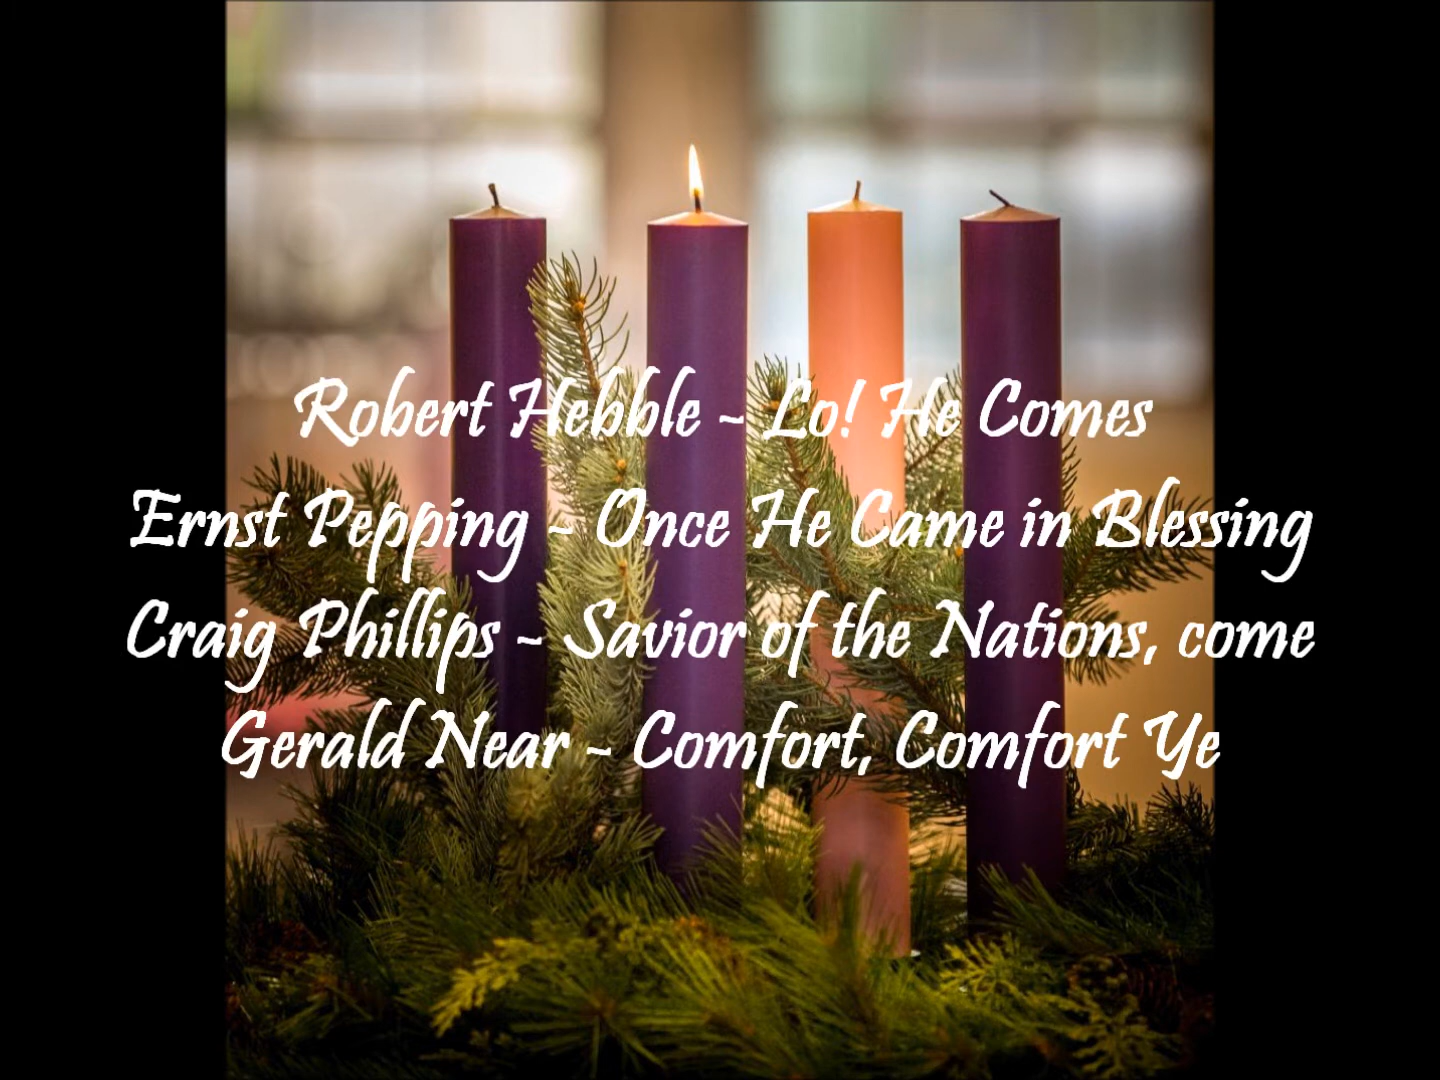 Robert Hebble ~ Lo! He Comes
Ernst Pepping ~ Once He Came in Blessing
Craig Phillips ~ Savior of the Nations, come
Gerald Near ~ Comfort, Comfort Ye